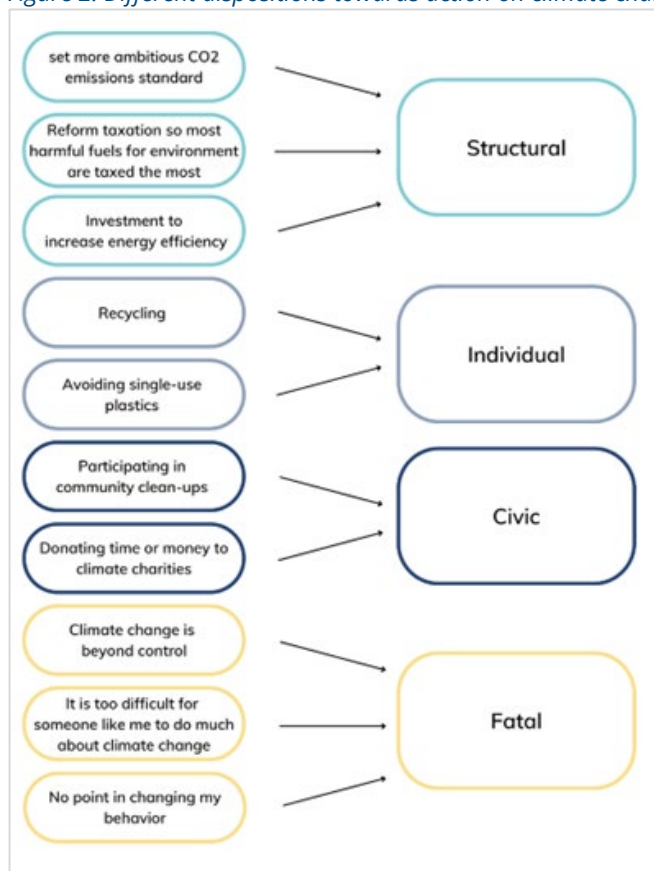 set more ambitious CO2
emissions standard
Reform taxation so most
harmful fuels for environment
are taxed the most
Investment to
increase energy efficiency
Structural
Recycling
Avoiding single-use
plastics
Individual
Participating in
community clean-ups
Donating time or money to
climate charities
Civic
Climate change is
beyond control
It is too difficult for
someone like me to do much
about climate change
No point in changing my
behavior
Fatal